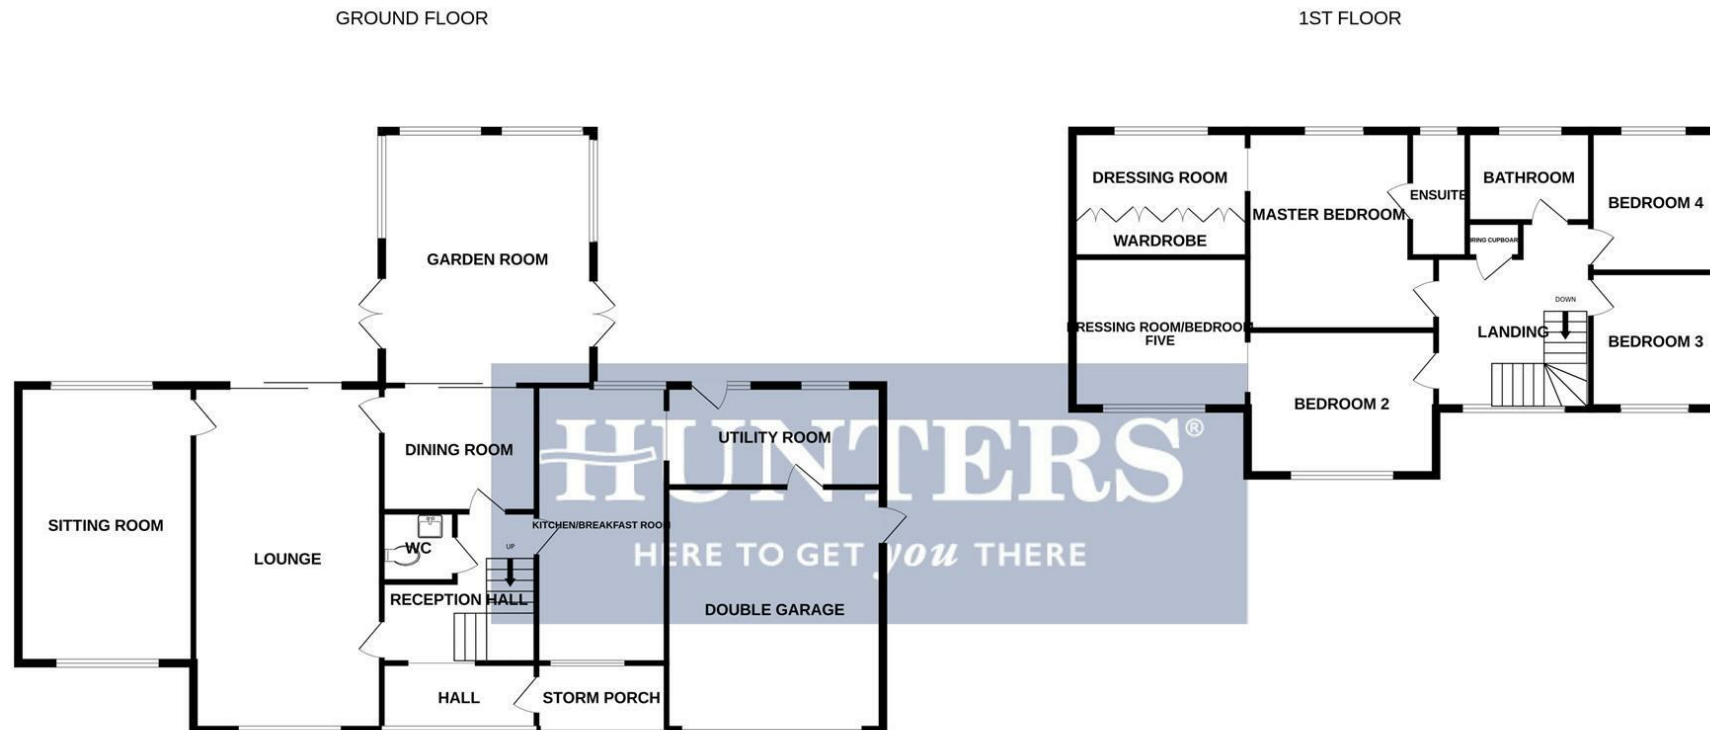 GROUND FLOOR
1ST FLOOR
GARDEN ROOM
DINING ROOM
UTILITY ROOM
SITTING ROOM
LOUNGE
WC
KITCHEN/BREAKFAST ROOM
UP
RECEPTION HALL
DOUBLE GARAGE
HALL
STORM PORCH
HUNTERS®
HERE TO GET you THERE
DRESSING ROOM
WARDROBE
MASTER BEDROOM
ENSUITE
BATHROOM
BEDROOM 4
CUPBOAR
DRESSING ROOM/BEDROOM
FIVE
BEDROOM 2
LANDING
DOWN
BEDROOM 3